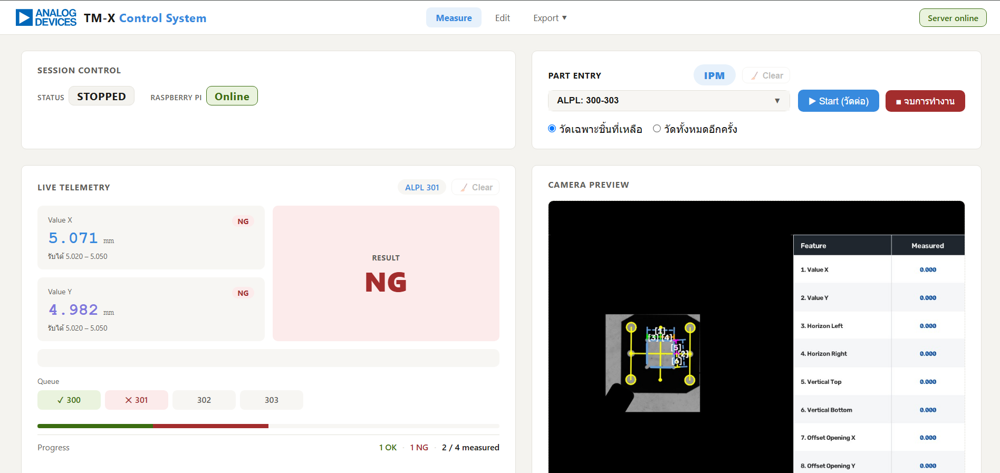 ANALOG
DEVICES
TM-X Control System
Measure
Edit
Export ▼
Server online
SESSION CONTROL
STATUS STOPPED RASPBERRY PI Online
PART ENTRY
IPM
Clear
ALPL: 300-303 ▼
▶ Start (วัดต่อ)
■ จบการทำงาน
วัดเฉพาะชิ้นที่เหลือ
วัดทั้งหมดอีกครั้ง
LIVE TELEMETRY
ALPL 301
Clear
Value X
NG
5.071 mm
รับได้ 5.020 – 5.050
Value Y
NG
4.982 mm
รับได้ 5.020 – 5.050
RESULT
NG
Queue
✓ 300
✕ 301
302
303
Progress
1 OK · 1 NG · 2 / 4 measured
CAMERA PREVIEW
[1]
[3] [4]
[5]
[2]
[6]
Feature Measured
1. Value X 0.000
2. Value Y 0.000
3. Horizon Left 0.000
4. Horizon Right 0.000
5. Vertical Top 0.000
6. Vertical Bottom 0.000
7. Offset Opening X 0.000
8. Offset Opening Y 0.000